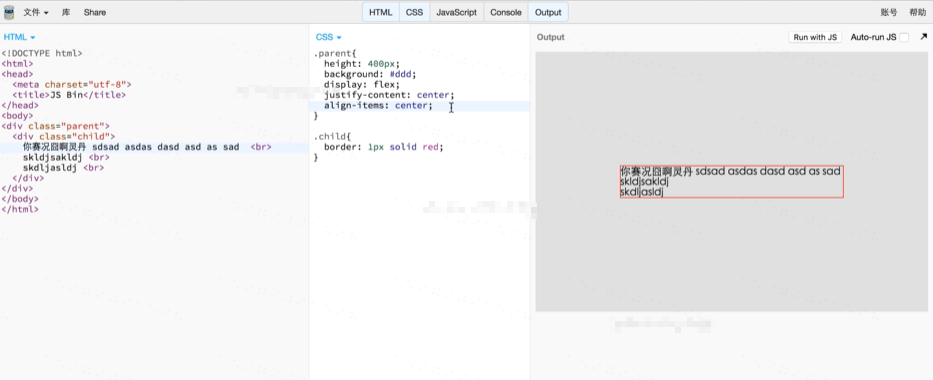 文件 库 Share HTML CSS JavaScript Console Output 账号 帮助
HTML
<!DOCTYPE html>
<html>
<head>
<meta charset="utf-8">
<title>JS Bin</title>
</head>
<body>
<div class="parent">
<div class="child">
你赛况囧啊灵丹 sdsad asdas dasd asd as sad <br>
skldjsakldj <br>
skdljasldj <br>
</div>
</div>
</body>
</html>
CSS
.parent{
height: 400px;
background: #ddd;
display: flex;
justify-content: center;
align-items: center;
}
.child{
border: 1px solid red;
}
Output Run with JS Auto-run JS
你赛况囧啊灵丹 sdsad asdas dasd asd as sad
skldjsakldj
skdljasldj